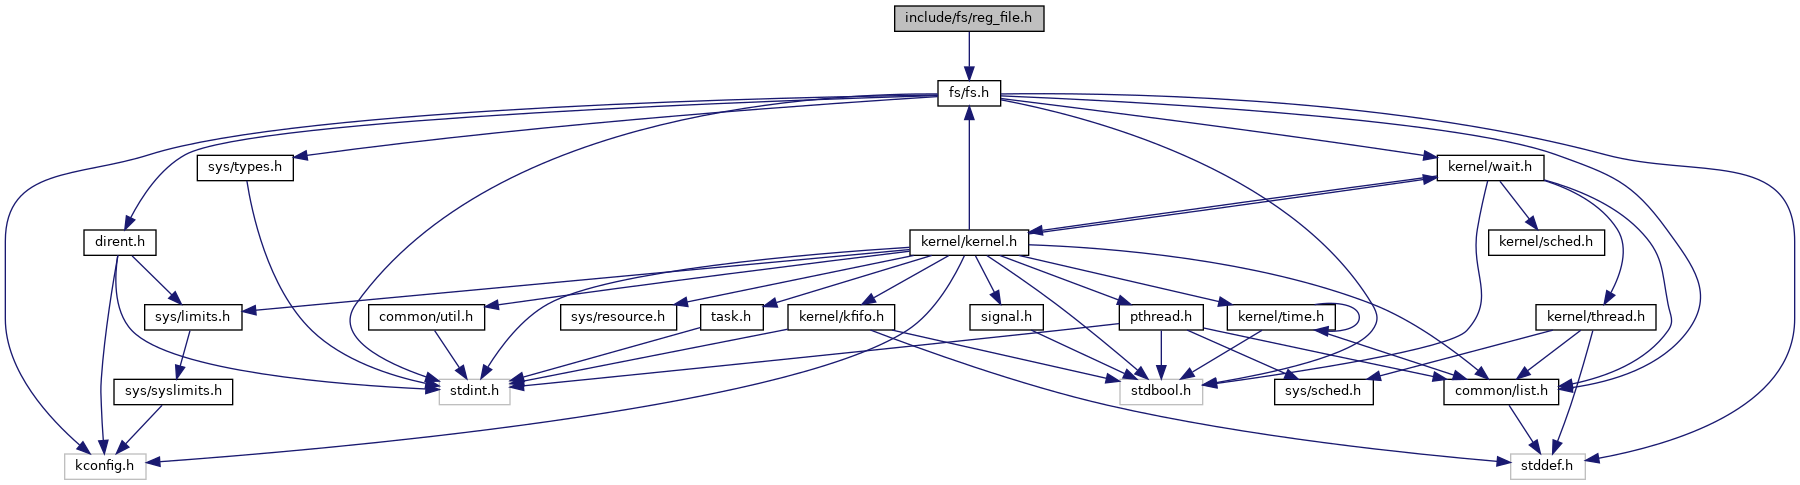 include/fs/reg_file.h
fs/fs.h
sys/types.h
kernel/wait.h
dirent.h
kernel/kernel.h
kernel/sched.h
sys/limits.h
common/util.h
sys/resource.h
task.h
kernel/kfifo.h
signal.h
pthread.h
kernel/time.h
kernel/thread.h
sys/syslimits.h
stdint.h
stdbool.h
sys/sched.h
common/list.h
kconfig.h
stddef.h